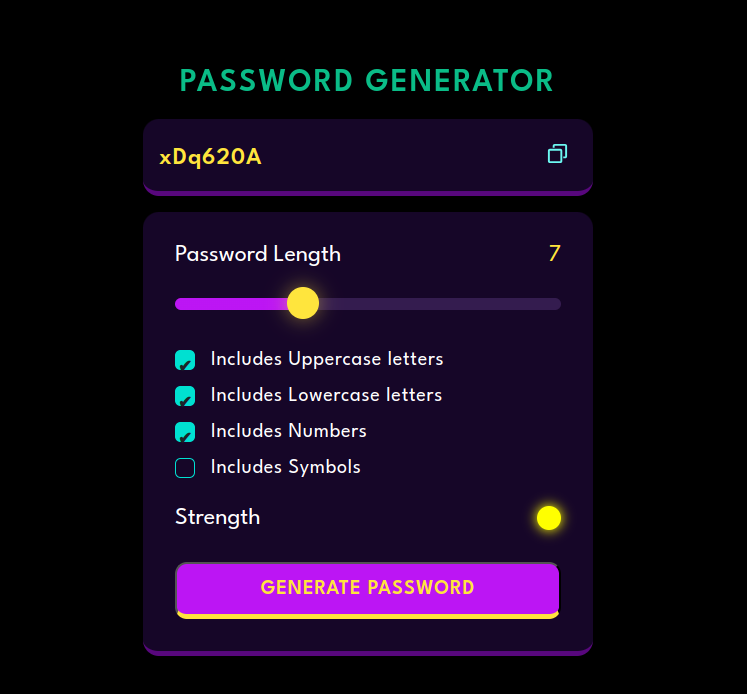 PASSWORD GENERATOR
xDq620A
Password Length 7
Includes Uppercase letters
Includes Lowercase letters
Includes Numbers
Includes Symbols
Strength
GENERATE PASSWORD